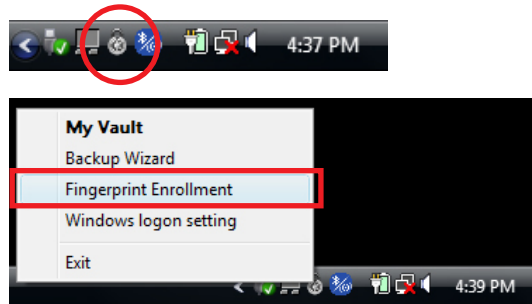 4:37 PM
My Vault
Backup Wizard
Fingerprint Enrollment
Windows logon setting
Exit
4:39 PM